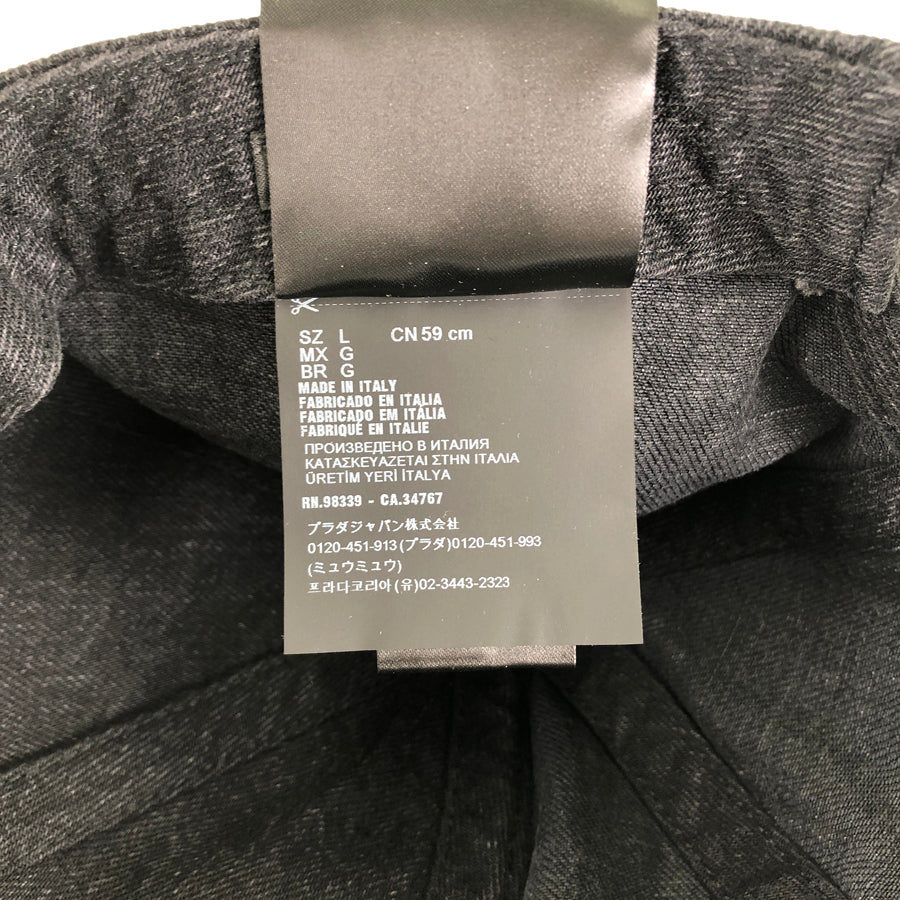 SZ L CN 59 cm
MX G
BR G
MADE IN ITALY
FABRICADO EN ITALIA
FABRICADO EM ITÁLIA
FABRIQUÉ EN ITALIE
ПРОИЗВЕДЕНО В ИТАЛИЯ
ΚΑΤΑΣΚΕΥΑΖΕΤΑΙ ΣΤΗΝ ΙΤΑΛΙΑ
ÜRETİM YERİ İTALYA
RN.98339 - CA.34767
プラダジャパン株式会社
0120-451-913(プラダ)0120-451-993
(ミュウミュウ)
프라다코리아(유)02-3443-2323